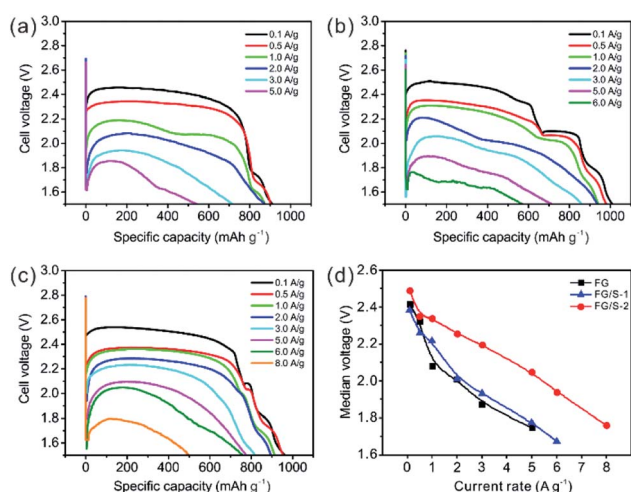 (a)
3.0
2.8
2.6
2.4
2.2
2.0
1.8
1.6
Cell voltage (V)
0.1 A/g
0.5 A/g
1.0 A/g
2.0 A/g
3.0 A/g
5.0 A/g
0 200 400 600 800 1000
Specific capacity (mAh g⁻¹)
(b)
3.0
2.8
2.6
2.4
2.2
2.0
1.8
1.6
Cell voltage (V)
0.1 A/g
0.5 A/g
1.0 A/g
2.0 A/g
3.0 A/g
5.0 A/g
6.0 A/g
0 200 400 600 800 1000
Specific capacity (mAh g⁻¹)
(c)
3.0
2.8
2.6
2.4
2.2
2.0
1.8
1.6
Cell voltage (V)
0.1 A/g
0.5 A/g
1.0 A/g
2.0 A/g
3.0 A/g
5.0 A/g
6.0 A/g
8.0 A/g
0 200 400 600 800 1000
Specific capacity (mAh g⁻¹)
(d)
2.6
2.4
2.2
2.0
1.8
1.6
Median voltage (V)
FG
FG/S-1
FG/S-2
0 1 2 3 4 5 6 7 8
Current rate (A g⁻¹)